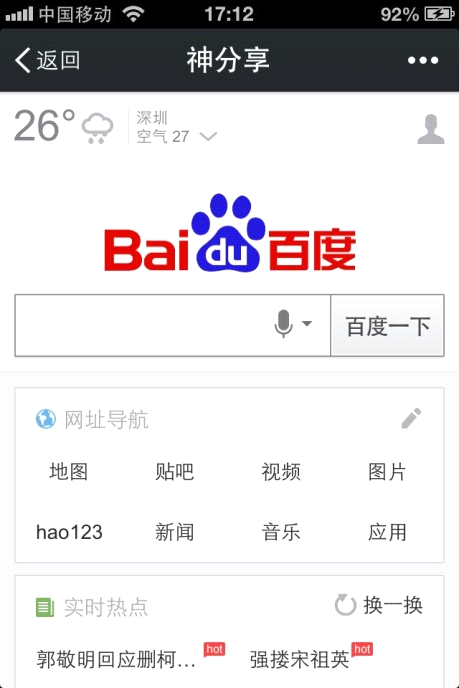 中国移动 17:12 92%
返回 神分享
26° 深圳
空气 27
Bai du 百度
百度一下
网址导航
地图 贴吧 视频 图片
hao123 新闻 音乐 应用
实时热点 换一换
郭敬明回应删柯... hot 强搂宋祖英 hot